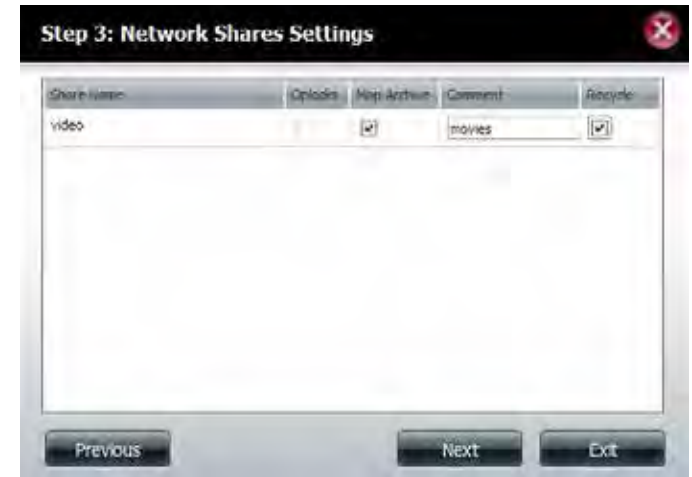 Step 3: Network Shares Settings
Share Name Oplocks Map Archive Comment Recycle
video movies
Previous Next Exit